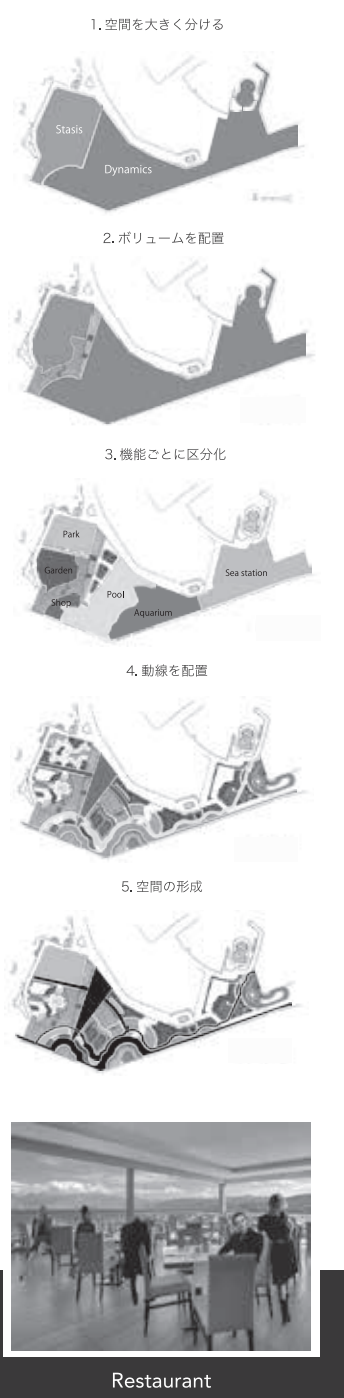 1. 空間を大きく分ける
Stasis
Dynamics
2. ボリュームを配置
3. 機能ごとに区分化
Park
Garden
Shop
Pool
Aquarium
Sea station
4. 動線を配置
5. 空間の形成
Restaurant